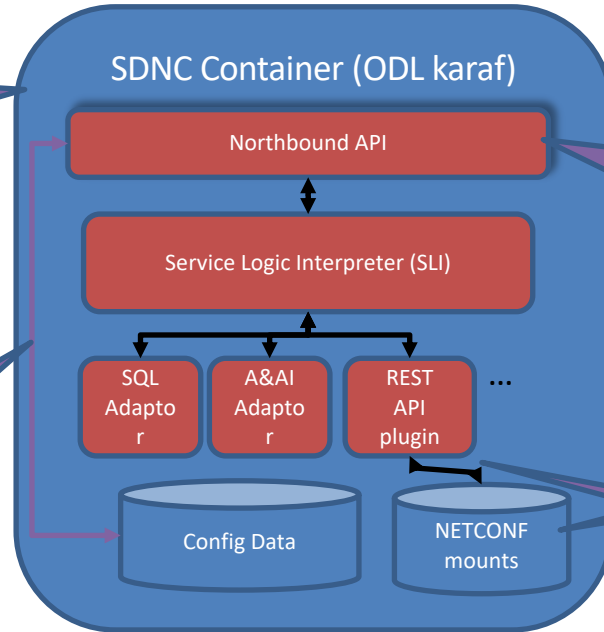 SDNC Container (ODL karaf)
Northbound API
Service Logic Interpreter (SLI)
SQL
Adapto
r
A&AI
Adapto
r
REST
API
plugin
...
Config Data
NETCONF
mounts